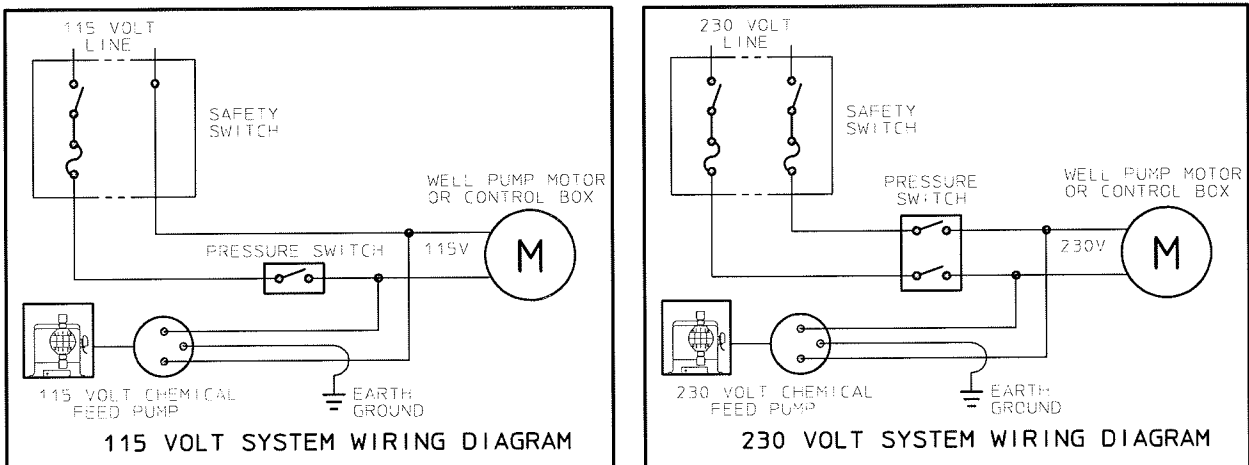 115 VOLT
LINE
SAFETY
SWITCH
WELL PUMP MOTOR
OR CONTROL BOX
PRESSURE SWITCH
115V
M
115 VOLT CHEMICAL
FEED PUMP
EARTH
GROUND
115 VOLT SYSTEM WIRING DIAGRAM
230 VOLT
LINE
SAFETY
SWITCH
PRESSURE
SWITCH
WELL PUMP MOTOR
OR CONTROL BOX
230V
M
230 VOLT CHEMICAL
FEED PUMP
EARTH
GROUND
230 VOLT SYSTEM WIRING DIAGRAM